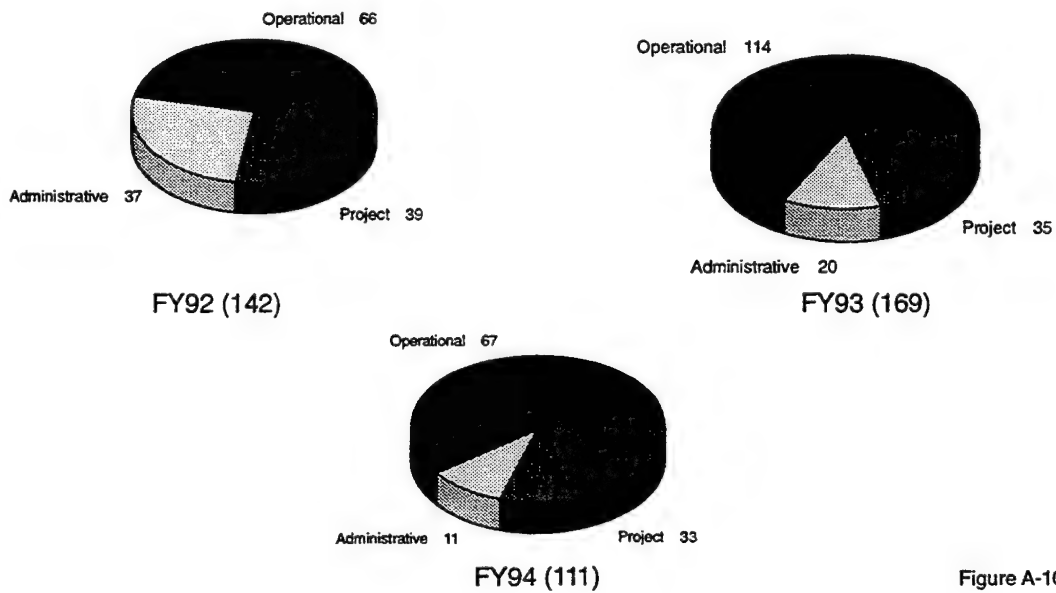 Operational 66
Administrative 37
Project 39
FY92 (142)
Operational 114
Project 35
Administrative 20
FY93 (169)
Operational 67
Administrative 11
Project 33
FY94 (111)
Figure A-16